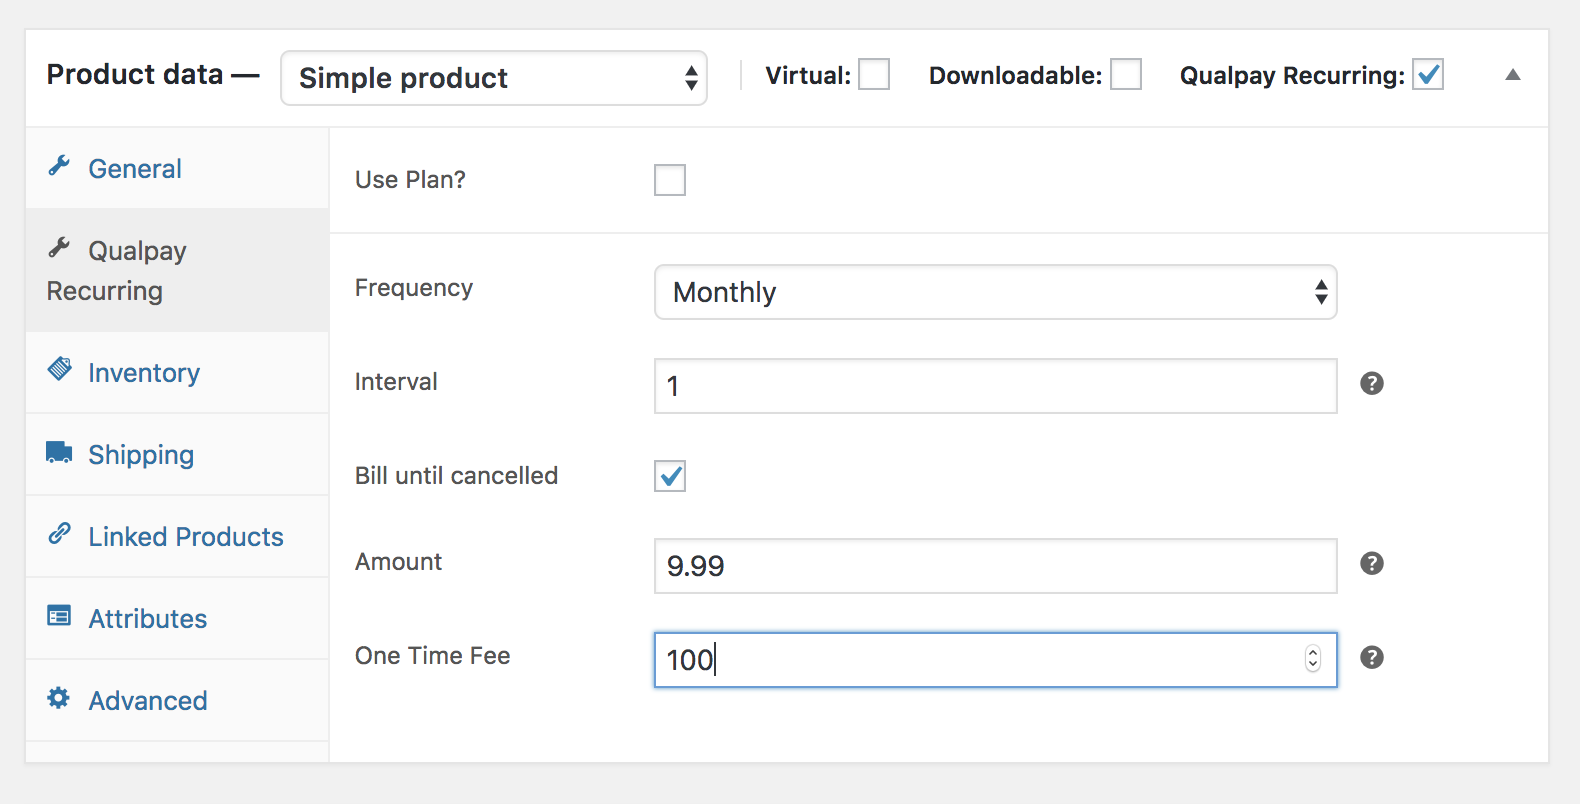 Product data — Simple product Virtual: Downloadable: Qualpay Recurring:
General
Qualpay
Recurring
Inventory
Shipping
Linked Products
Attributes
Advanced
Use Plan?
Frequency Monthly
Interval 1
Bill until cancelled
Amount 9.99
One Time Fee 100